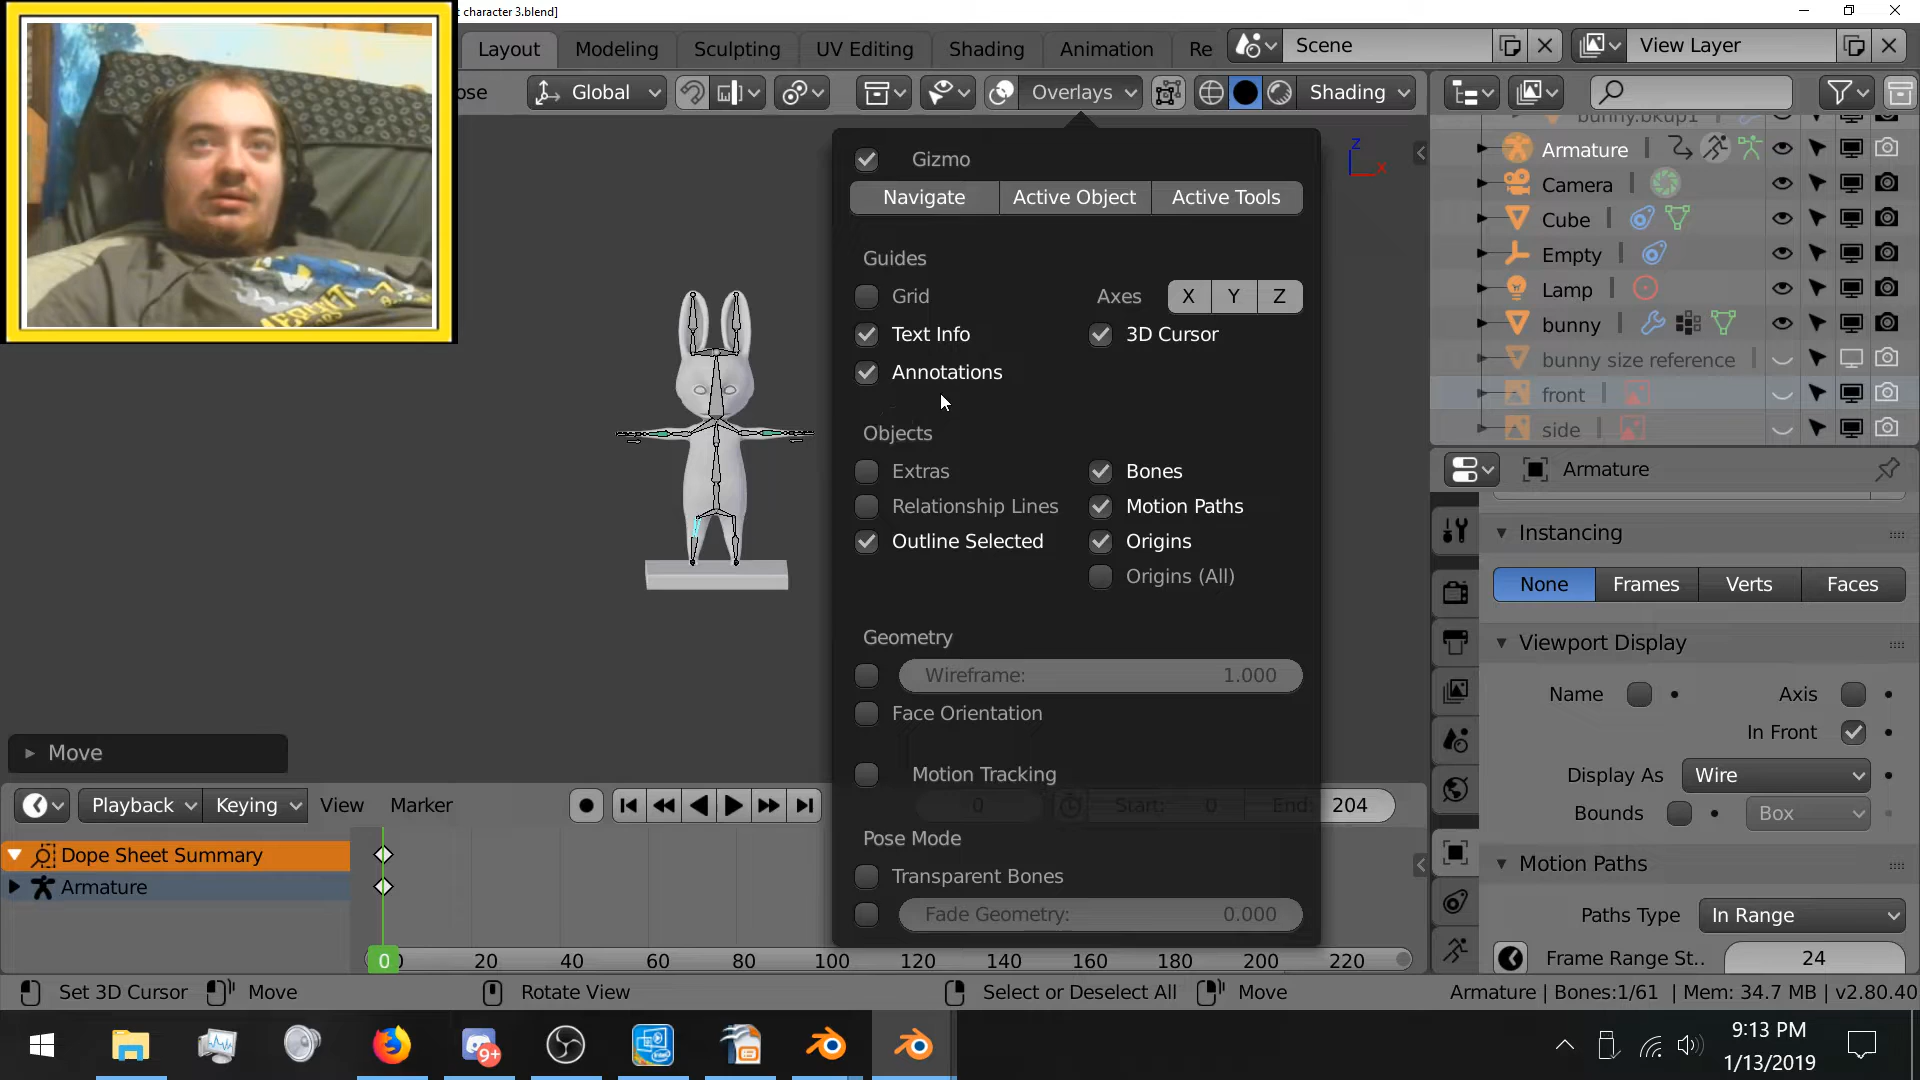 character 3.blend]
Layout Modeling Sculpting UV Editing Shading Animation Re
Scene
View Layer
ose Global Overlays Shading
Gizmo
Navigate Active Object Active Tools
Guides
Grid Axes X Y Z
Text Info 3D Cursor
Annotations
Objects
Extras Bones
Relationship Lines Motion Paths
Outline Selected Origins
Origins (All)
Geometry
Wireframe: 1.000
Face Orientation
Motion Tracking
0 Start: 0 End: 204
Pose Mode
Transparent Bones
Fade Geometry: 0.000
Z
X
bunny.bkup1
Armature
Camera
Cube
Empty
Lamp
bunny
bunny size reference
front
side
Armature
Instancing
None Frames Verts Faces
Viewport Display
Name Axis
In Front
Display As Wire
Bounds Box
Motion Paths
Paths Type In Range
Frame Range St.. 24
Move
Playback Keying View Marker
Dope Sheet Summary
Armature
0 20 40 60 80 100 120 140 160 180 200 220
Set 3D Cursor Move Rotate View Select or Deselect All Move
Armature | Bones:1/61 | Mem: 34.7 MB | v2.80.40
9+
9:13 PM
1/13/2019